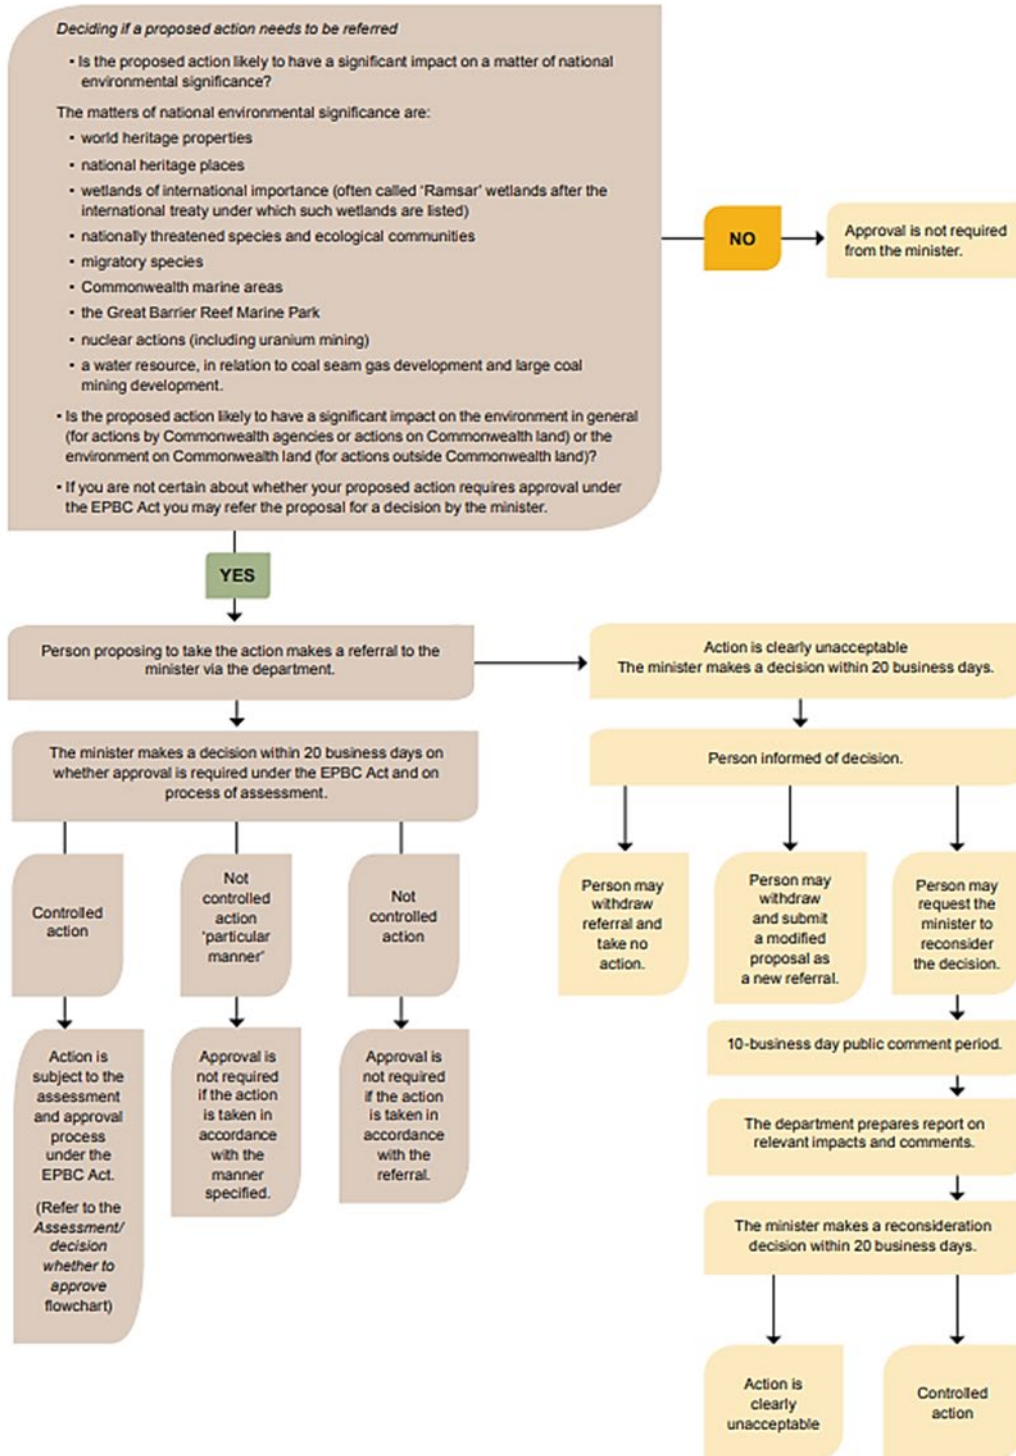 Deciding if a proposed action needs to be referred
• Is the proposed action likely to have a significant impact on a matter of national
environmental significance?
The matters of national environmental significance are:
• world heritage properties
• national heritage places
• wetlands of international importance (often called 'Ramsar' wetlands after the
international treaty under which such wetlands are listed)
• nationally threatened species and ecological communities
• migratory species
• Commonwealth marine areas
• the Great Barrier Reef Marine Park
• nuclear actions (including uranium mining)
• a water resource, in relation to coal seam gas development and large coal
mining development.
• Is the proposed action likely to have a significant impact on the environment in general
(for actions by Commonwealth agencies or actions on Commonwealth land) or the
environment on Commonwealth land (for actions outside Commonwealth land)?
• If you are not certain about whether your proposed action requires approval under
the EPBC Act you may refer the proposal for a decision by the minister.
NO
Approval is not required
from the minister.
YES
Person proposing to take the action makes a referral to the
minister via the department.
The minister makes a decision within 20 business days on
whether approval is required under the EPBC Act and on
process of assessment.
Controlled
action
Not
controlled
action
'particular
manner'
Not
controlled
action
Action is
subject to the
assessment
and approval
process
under the
EPBC Act.
(Refer to the
Assessment/
decision
whether to
approve
flowchart)
Approval is
not required
if the action
is taken in
accordance
with the
manner
specified.
Approval is
not required
if the action
is taken in
accordance
with the
referral.
Action is clearly unacceptable
The minister makes a decision within 20 business days.
Person informed of decision.
Person may
withdraw
referral and
take no
action.
Person may
withdraw
and submit
a modified
proposal as
a new referral.
Person may
request the
minister to
reconsider
the decision.
10-business day public comment period.
The department prepares report on
relevant impacts and comments.
The minister makes a reconsideration
decision within 20 business days.
Action is
clearly
unacceptable
Controlled
action